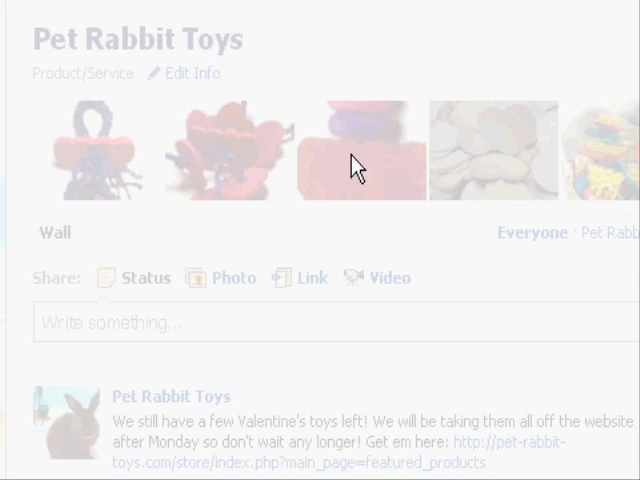 Pet Rabbit Toys
Product/Service Edit Info
Wall Everyone · Pet Rabb
Share: Status Photo Link Video
Write something...
Pet Rabbit Toys
We still have a few Valentine's toys left! We will be taking them all off the website
after Monday so don't wait any longer! Get em here: http://pet-rabbit-
toys.com/store/index.php?main_page=featured_products